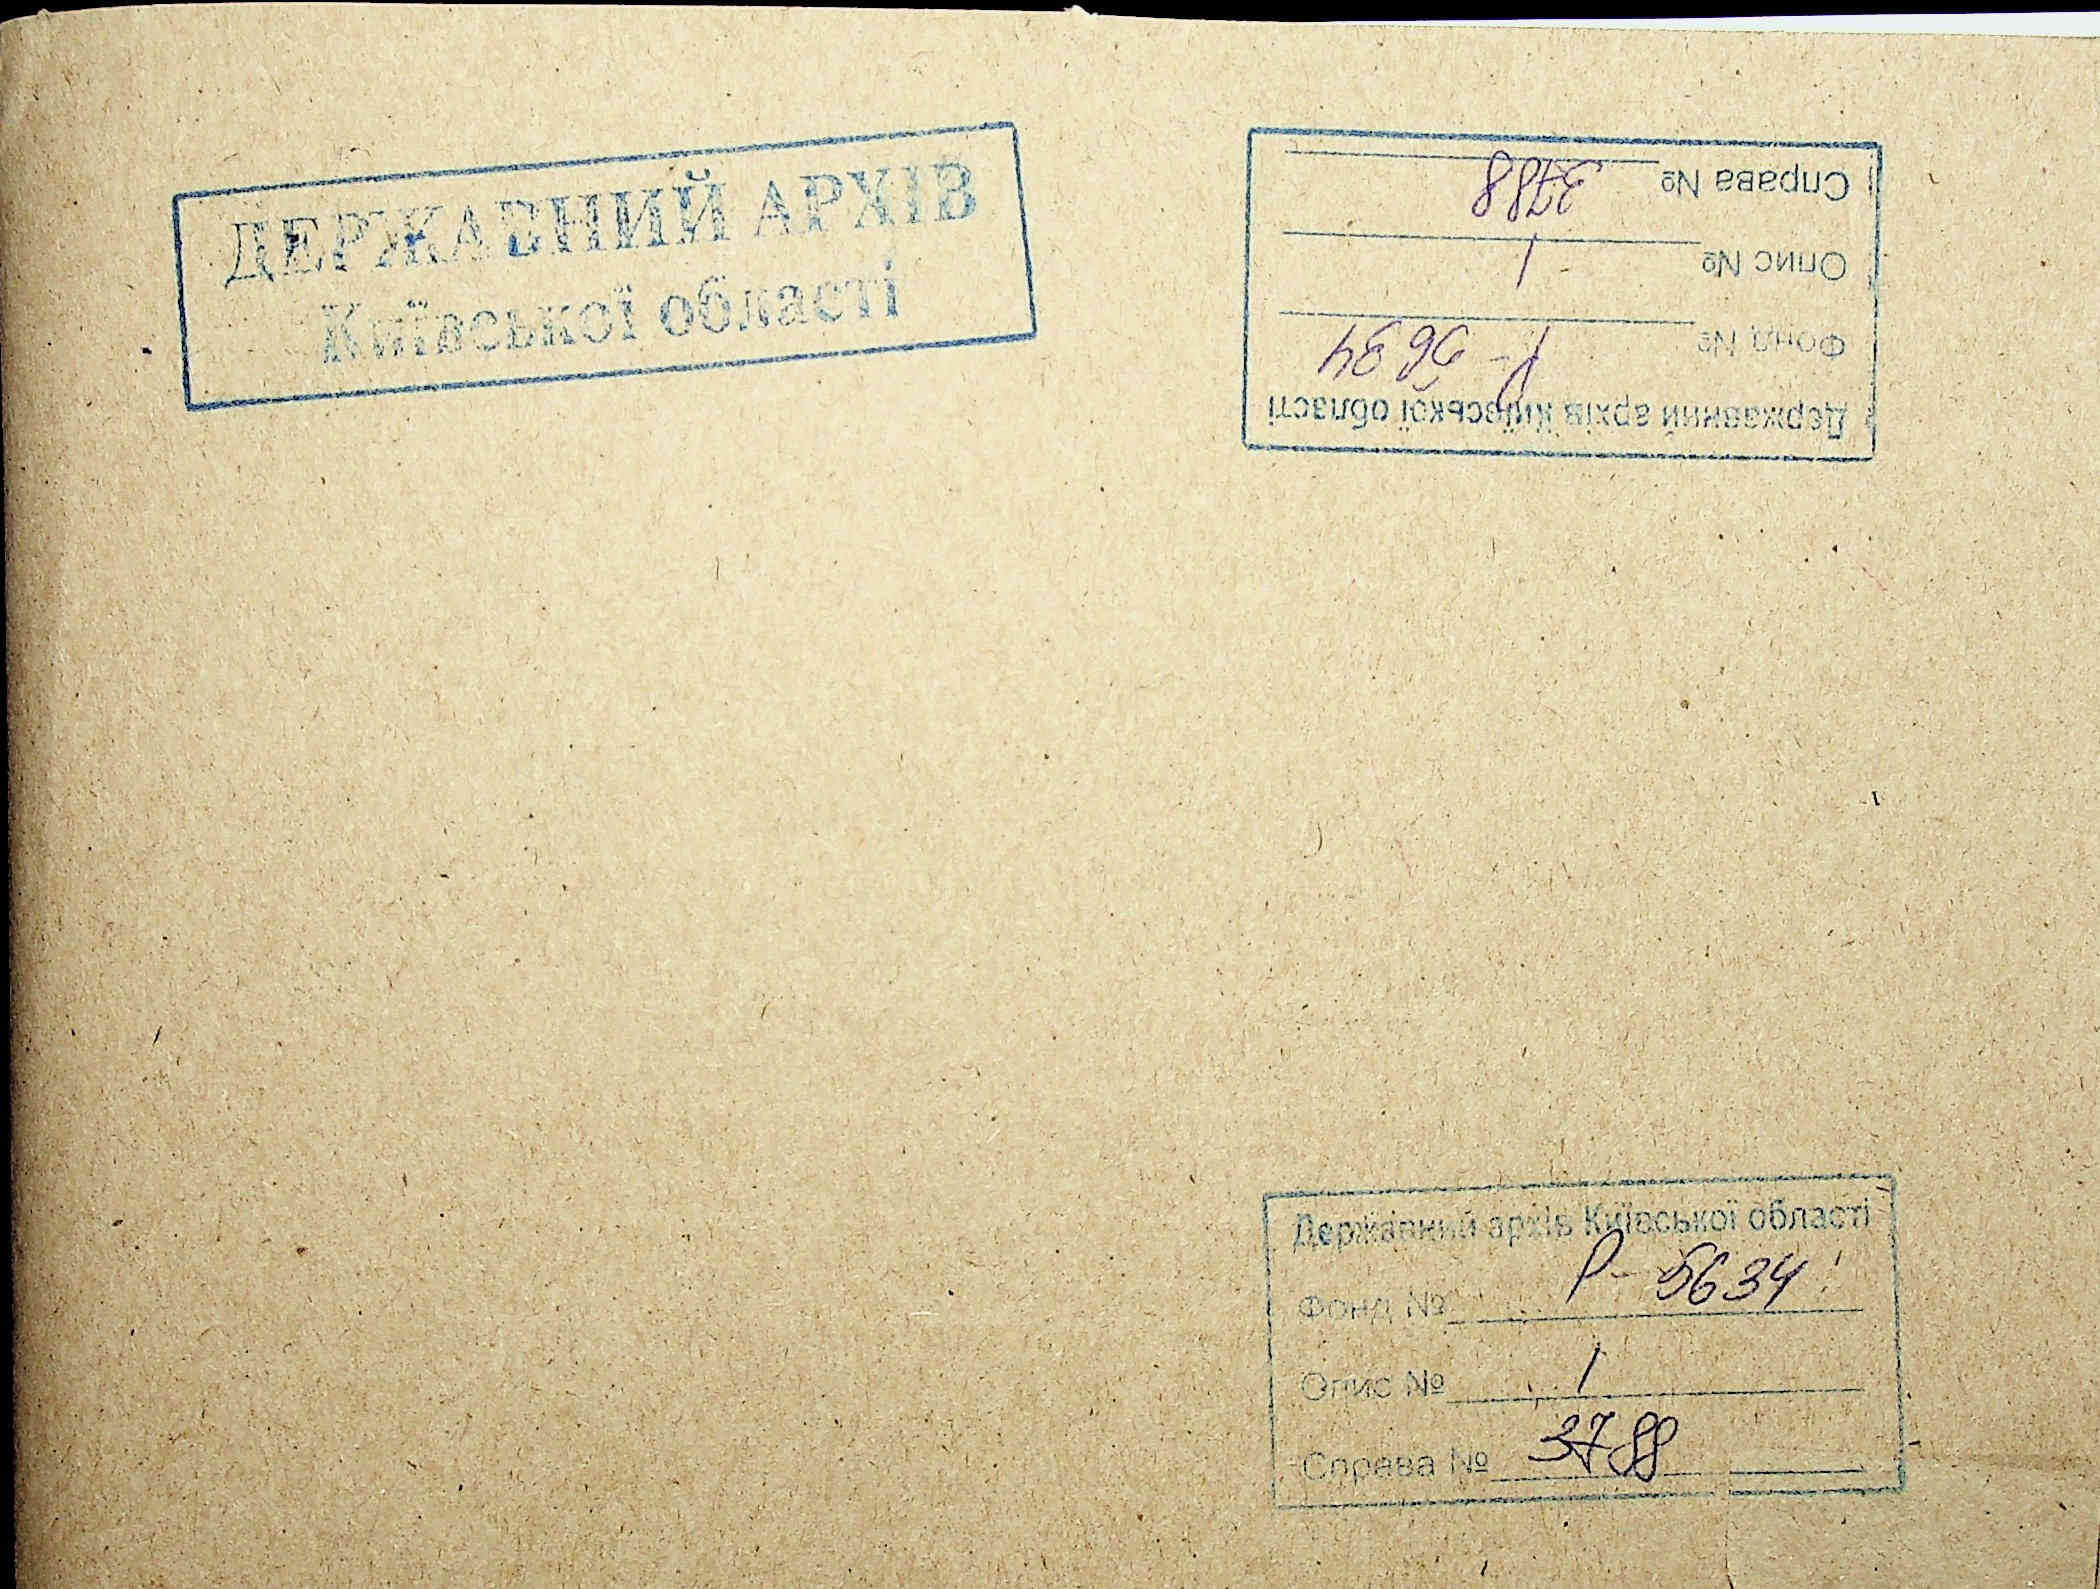 ДЕРЖАВНИЙ АРХІВ
Київської області
Державний архів Київської області
Фонд № Р-5634
Опис № 1
Справа № 3788
Державний архів Київської області
Фонд № Р-5634
Опис № 1
Справа № 3788